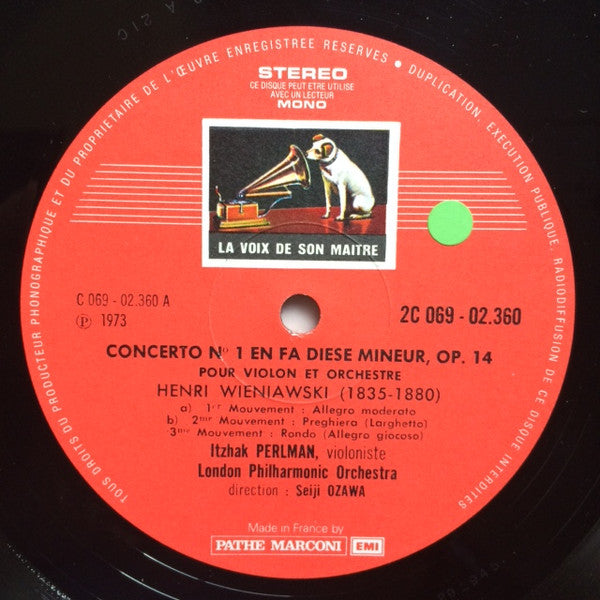 TOUS DROITS DU PRODUCTEUR PHONOGRAPHIQUE ET DU PROPRIETAIRE DE L'ŒUVRE ENREGISTREE RESERVES • DUPLICATION, EXECUTION PUBLIQUE, RADIODIFFUSION DE CE DISQUE INTERDITES
STEREO
CE DISQUE PEUT ETRE UTILISE
AVEC UN LECTEUR
MONO
LA VOIX DE SON MAITRE
C 069 - 02.360 A
Ⓟ 1973
2C 069 - 02.360
CONCERTO Nº 1 EN FA DIESE MINEUR, OP. 14
POUR VIOLON ET ORCHESTRE
HENRI WIENIAWSKI (1835-1880)
a) 1er Mouvement : Allegro moderato
b) 2me Mouvement : Preghiera (Larghetto)
3me Mouvement : Rondo (Allegro giocoso)
Itzhak PERLMAN, violoniste
London Philharmonic Orchestra
direction : Seiji OZAWA
Made in France by
PATHE MARCONI EMI